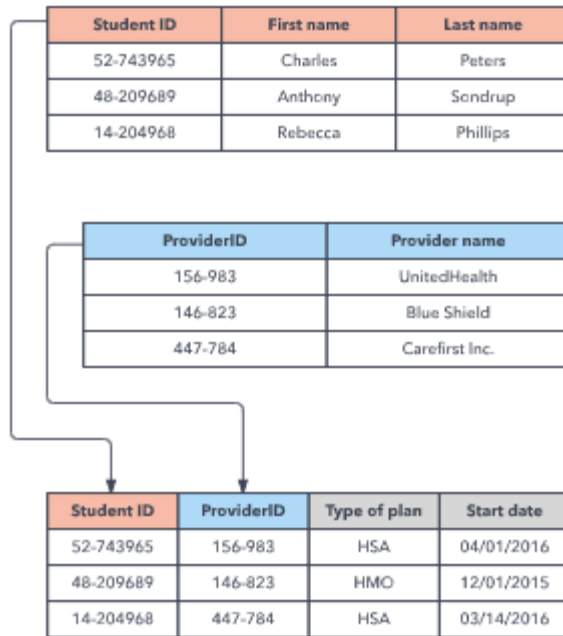 Student ID First name Last name
52-743965 Charles Peters
48-209689 Anthony Sondrup
14-204968 Rebecca Phillips
ProviderID Provider name
156-983 UnitedHealth
146-823 Blue Shield
447-784 Carefirst Inc.
Student ID ProviderID Type of plan Start date
52-743965 156-983 HSA 04/01/2016
48-209689 146-823 HMO 12/01/2015
14-204968 447-784 HSA 03/14/2016